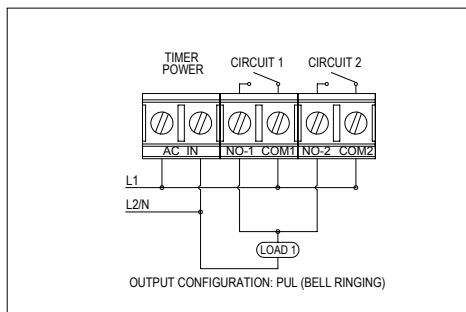 TIMER
POWER
CIRCUIT 1
CIRCUIT 2
AC IN
NO-1
COM1
NO-2
COM2
L1
L2/N
LOAD 1
OUTPUT CONFIGURATION: PUL (BELL RINGING)